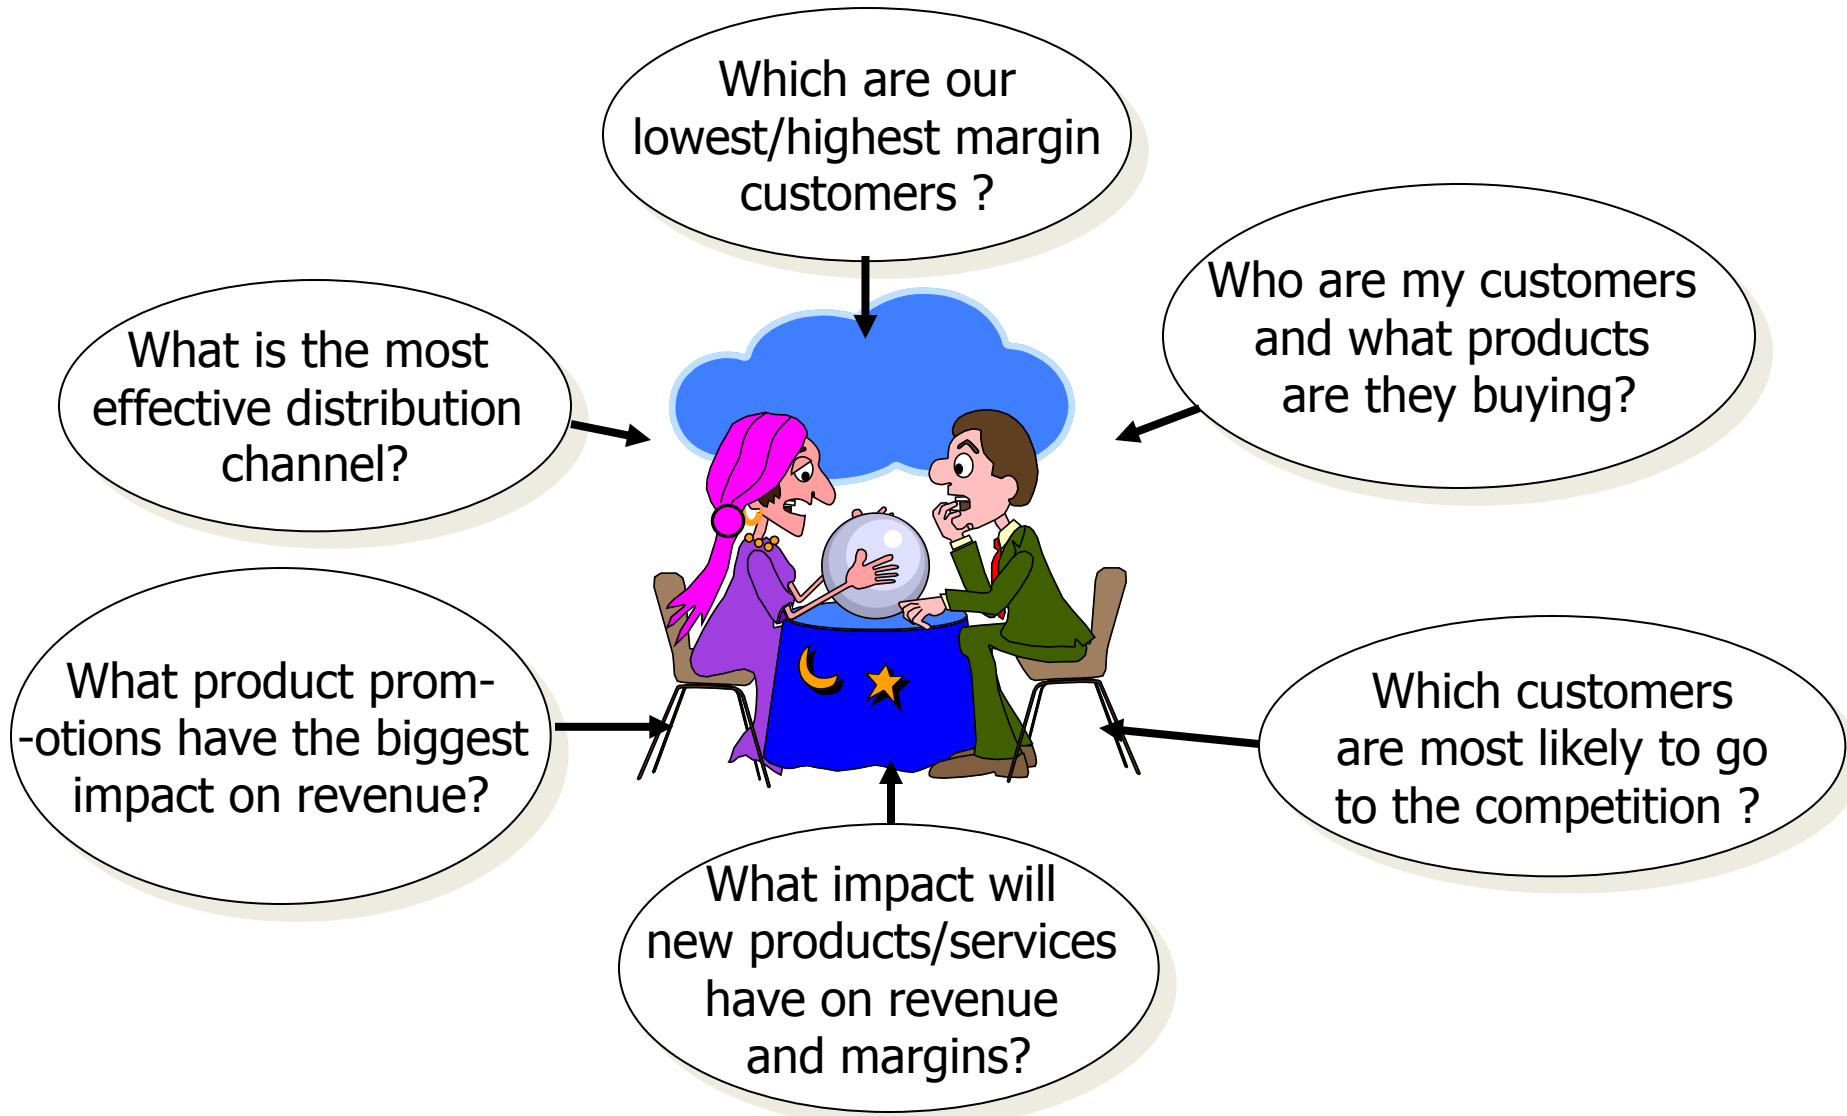 Which are our
lowest/highest margin
customers ?
Who are my customers
and what products
are they buying?
What is the most
effective distribution
channel?
What product prom-
-otions have the biggest
impact on revenue?
Which customers
are most likely to go
to the competition ?
What impact will
new products/services
have on revenue
and margins?